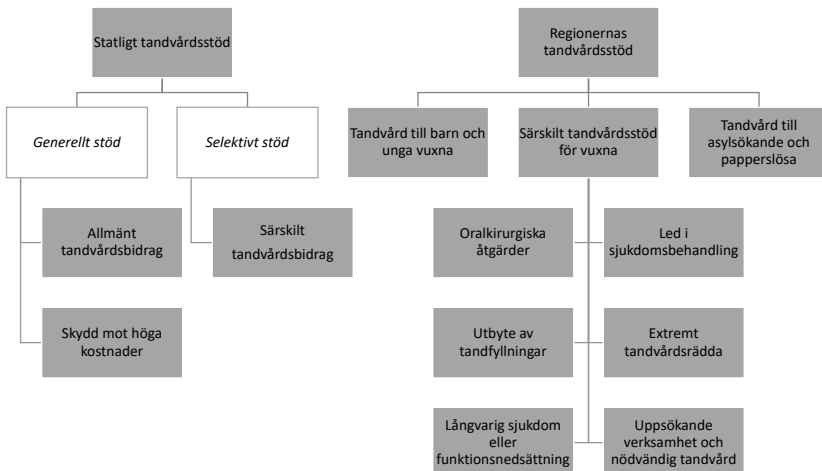 Statligt tandvårdsstöd
Generellt stöd
Selektivt stöd
Allmänt
tandvårdsbidrag
Särskilt
tandvårdsbidrag
Skydd mot höga
kostnader
Regionernas
tandvårdsstöd
Tandvård till barn och
unga vuxna
Särskilt tandvårdsstöd
för vuxna
Tandvård till
asylsökande och
papperslösa
Oralkirurgiska
åtgärder
Led i
sjukdomsbehandling
Utbyte av
tandfyllningar
Extremt
tandvårdsrädda
Långvarig sjukdom
eller
funktionsnedsättning
Uppsökande
verksamhet och
nödvändig tandvård